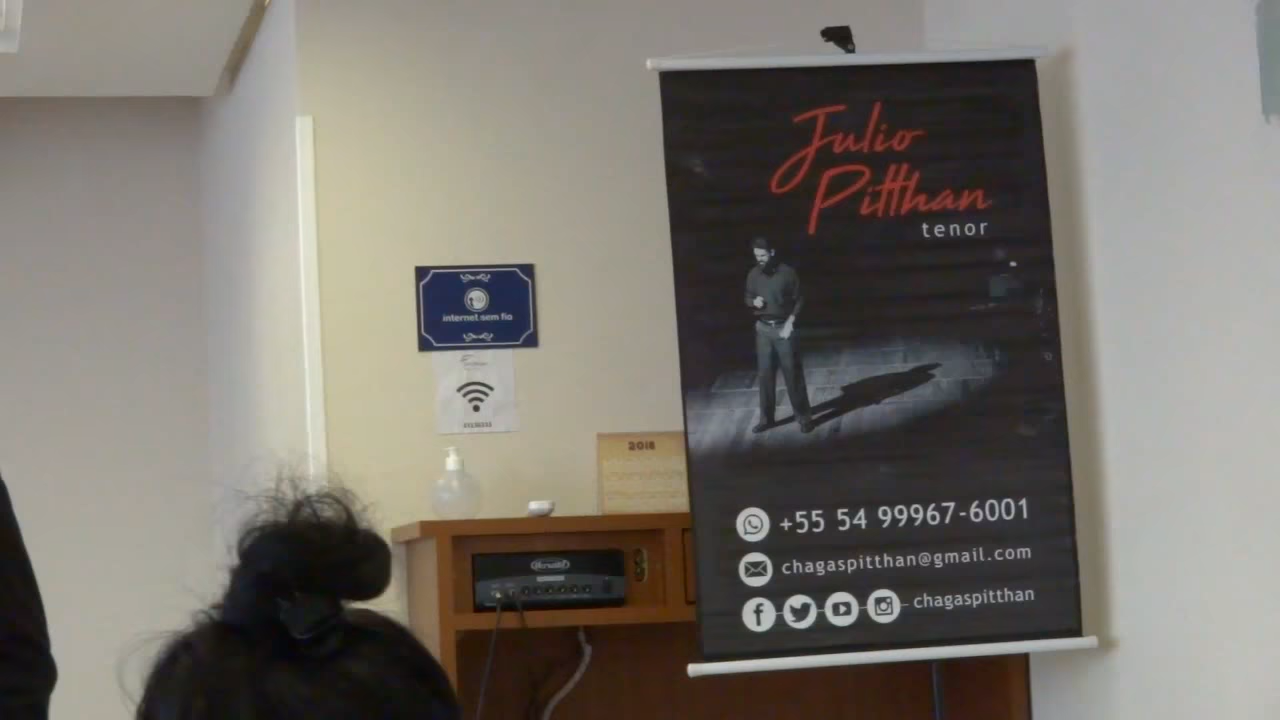 Julio
Pitthan
tenor
internet sem fio
2018
+55 54 99967-6001
chagaspitthan@gmail.com
chagaspitthan